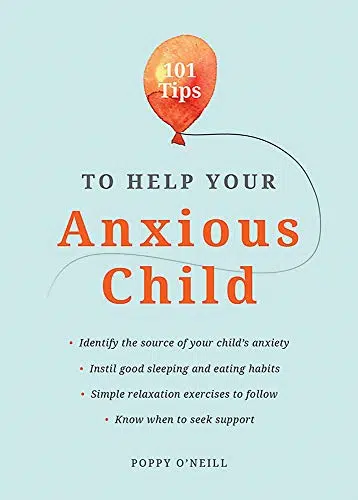 101
Tips
TO HELP YOUR
Anxious
Child
• Identify the source of your child's anxiety
• Instil good sleeping and eating habits
• Simple relaxation exercises to follow
• Know when to seek support
POPPY O'NEILL